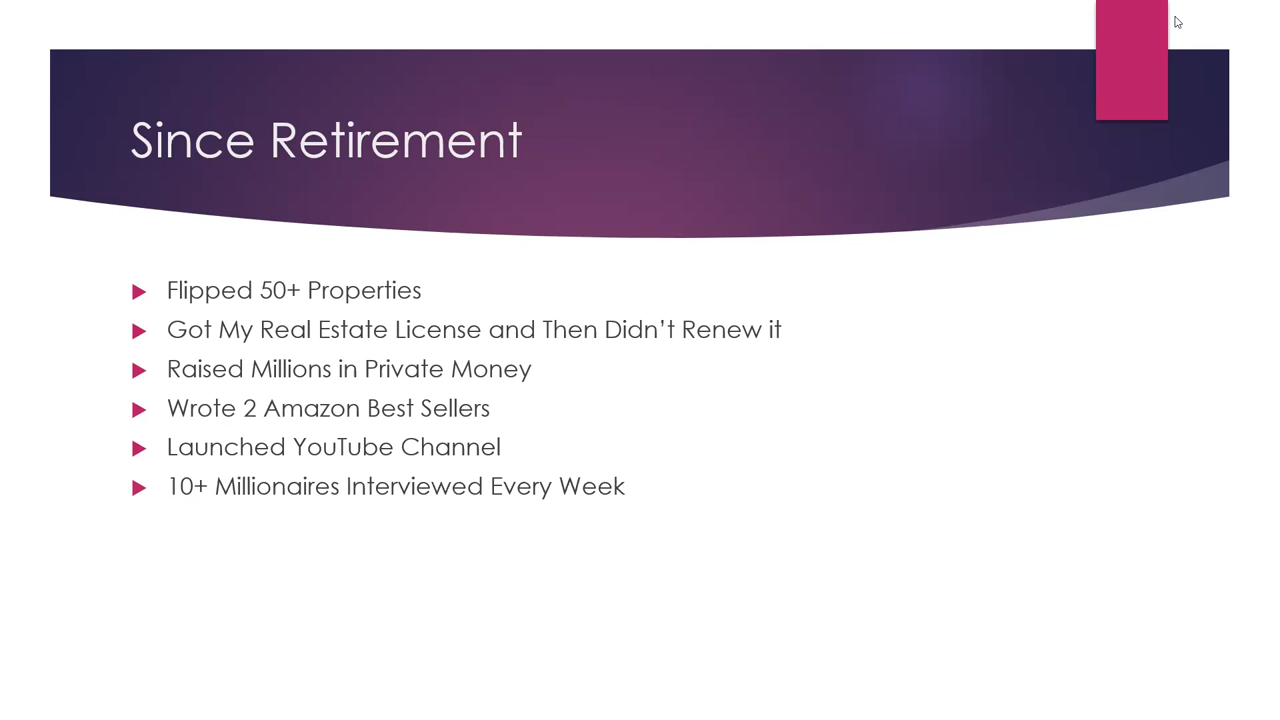 Since Retirement
Flipped 50+ Properties
Got My Real Estate License and Then Didn’t Renew it
Raised Millions in Private Money
Wrote 2 Amazon Best Sellers
Launched YouTube Channel
10+ Millionaires Interviewed Every Week